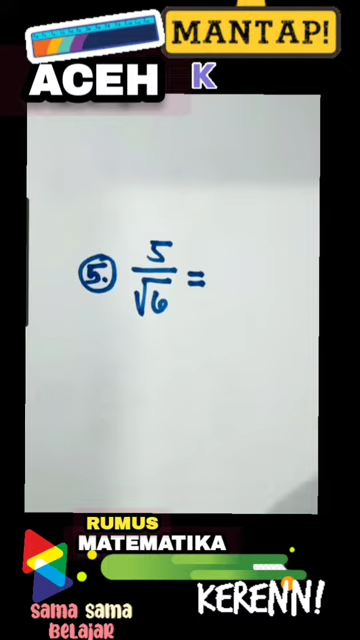 MANTAP!
ACEH K
5. 5/√6 =
RUMUS
MATEMATIKA
KERENN!
sama sama
BeLajaR